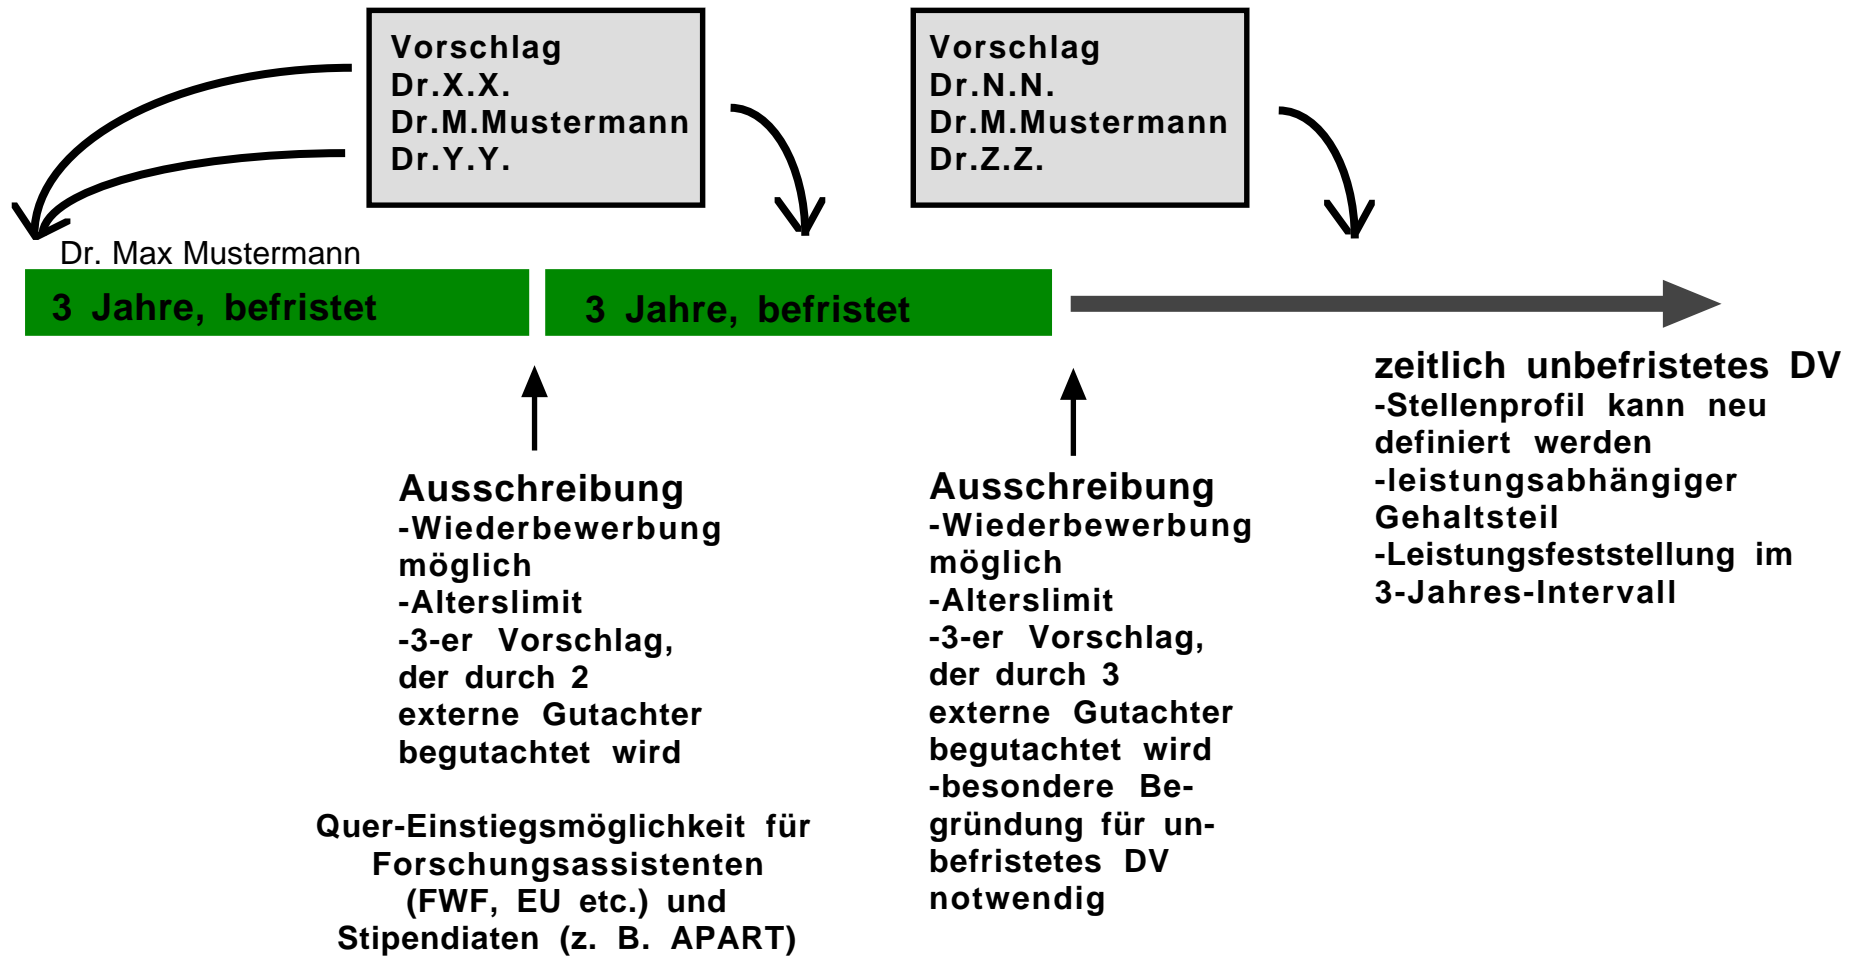 Vorschlag
Dr.X.X.
Dr.M.Mustermann
Dr.Y.Y.
Vorschlag
Dr.N.N.
Dr.M.Mustermann
Dr.Z.Z.
Dr. Max Mustermann
3 Jahre, befristet
3 Jahre, befristet
zeitlich unbefristetes DV
-Stellenprofil kann neu
definiert werden
-leistungsabhängiger
Gehaltsteil
-Leistungsfeststellung im
3-Jahres-Intervall
Ausschreibung
-Wiederbewerbung
möglich
-Alterslimit
-3-er Vorschlag,
der durch 2
externe Gutachter
begutachtet wird
Quer-Einstiegsmöglichkeit für
Forschungsassistenten
(FWF, EU etc.) und
Stipendiaten (z. B. APART)
Ausschreibung
-Wiederbewerbung
möglich
-Alterslimit
-3-er Vorschlag,
der durch 3
externe Gutachter
begutachtet wird
-besondere Be-
gründung für un-
befristetes DV
notwendig